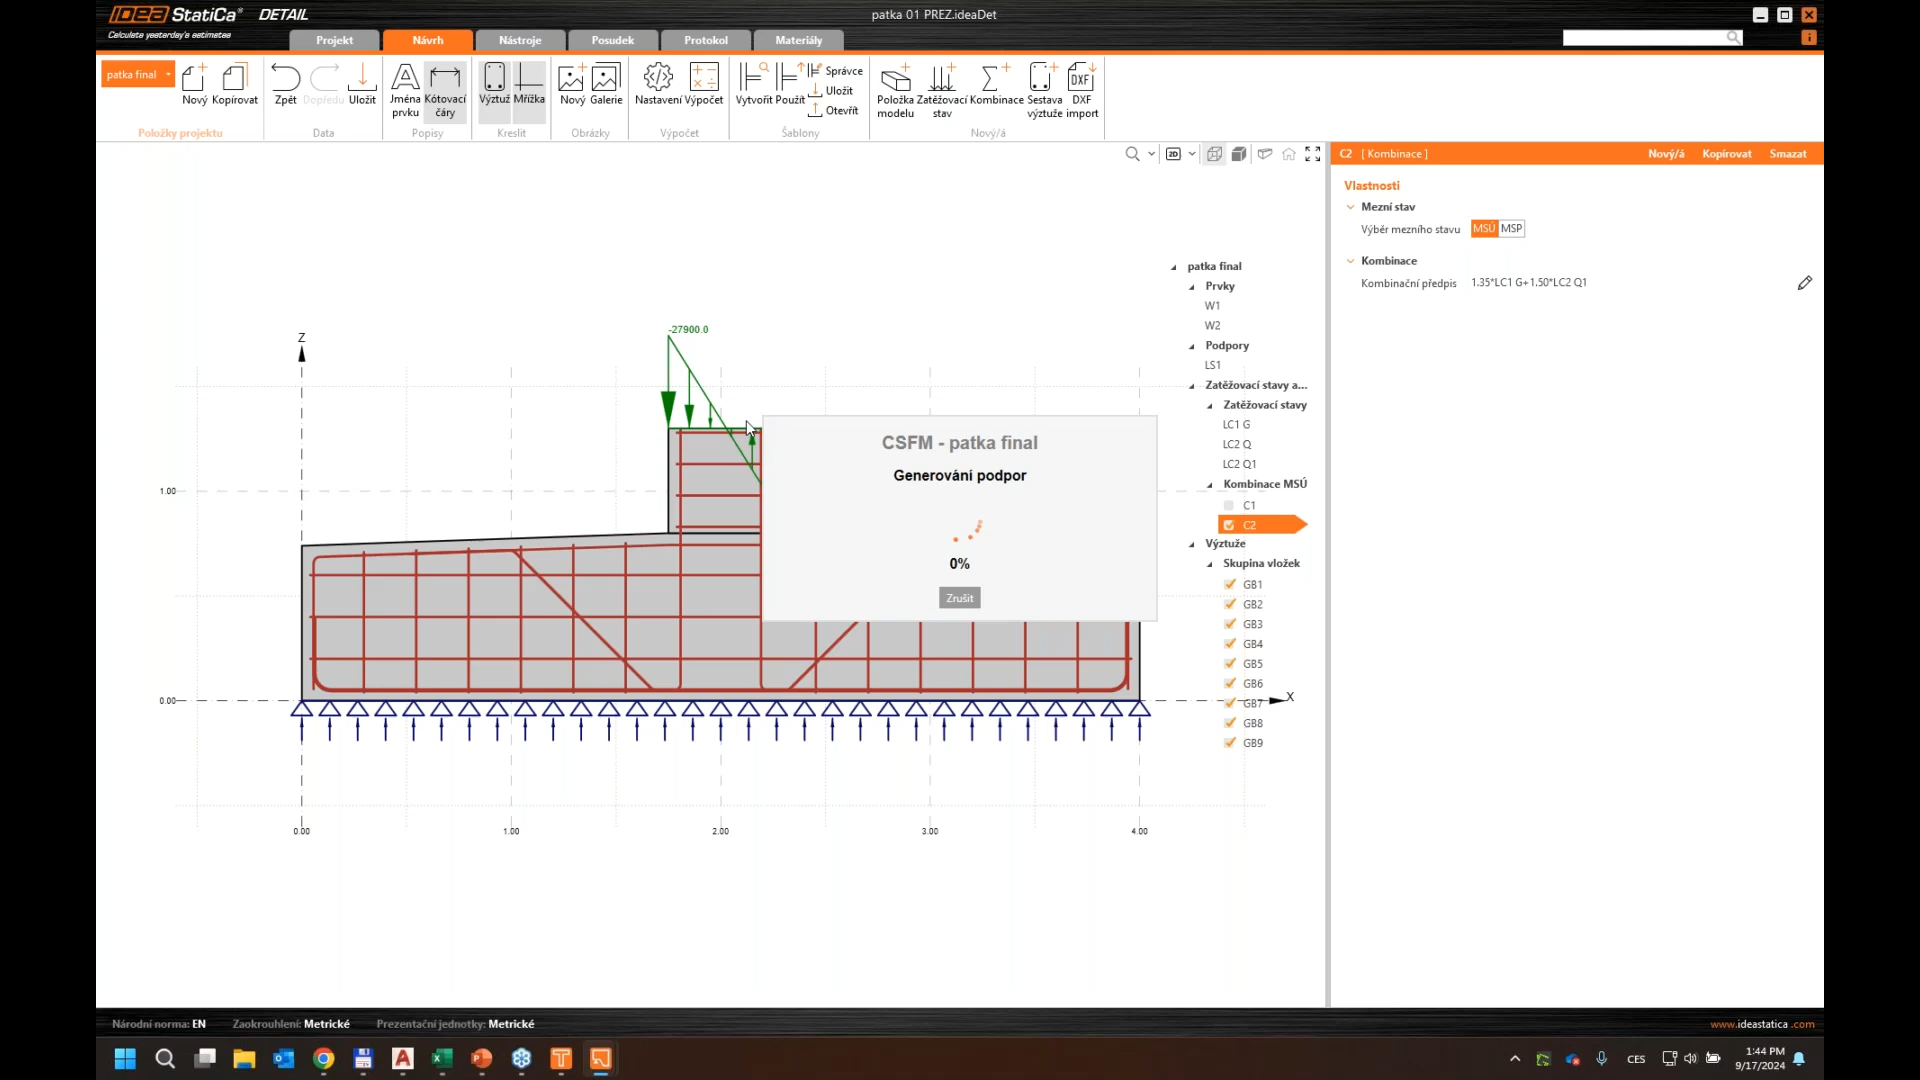 IDEA StatiCa® DETAIL
Calculate yesterday's estimates
patka 01 PREZ.ideaDet
Projekt Návrh Nástroje Posudek Protokol Materiály
patka final
Nový Kopírovat
Položky projektu
Zpět Dopředu Uložit
Data
Jména prvku Kótovací čáry
Popisy
Výztuž Mřížka
Kreslit
Nový Galerie
Obrázky
Nastavení Výpočet
Výpočet
Vytvořit Použít
Správce
Uložit
Otevřít
Šablony
Položka modelu Zatěžovací stav Kombinace Sestava výztuže DXF import
DXF
Nový/á
2D
C2 [ Kombinace ] Nový/á Kopírovat Smazat
Vlastnosti
Mezní stav
Výběr mezního stavu MSÚ MSP
Kombinace
Kombinační předpis 1.35*LC1 G+1.50*LC2 Q1
patka final
Prvky
W1
W2
Podpory
LS1
Zatěžovací stavy a...
Zatěžovací stavy
LC1 G
LC2 Q
LC2 Q1
Kombinace MSÚ
C1
C2
Výztuže
Skupina vložek
GB1
GB2
GB3
GB4
GB5
GB6
GB7
GB8
GB9
-27900.0
Z
X
1.00
0.00
0.00 1.00 2.00 3.00 4.00
CSFM - patka final
Generování podpor
0%
Zrušit
Národní norma: EN Zaokrouhlení: Metrické Prezentační jednotky: Metrické
www.ideastatica.com
CES
1:44 PM
9/17/2024